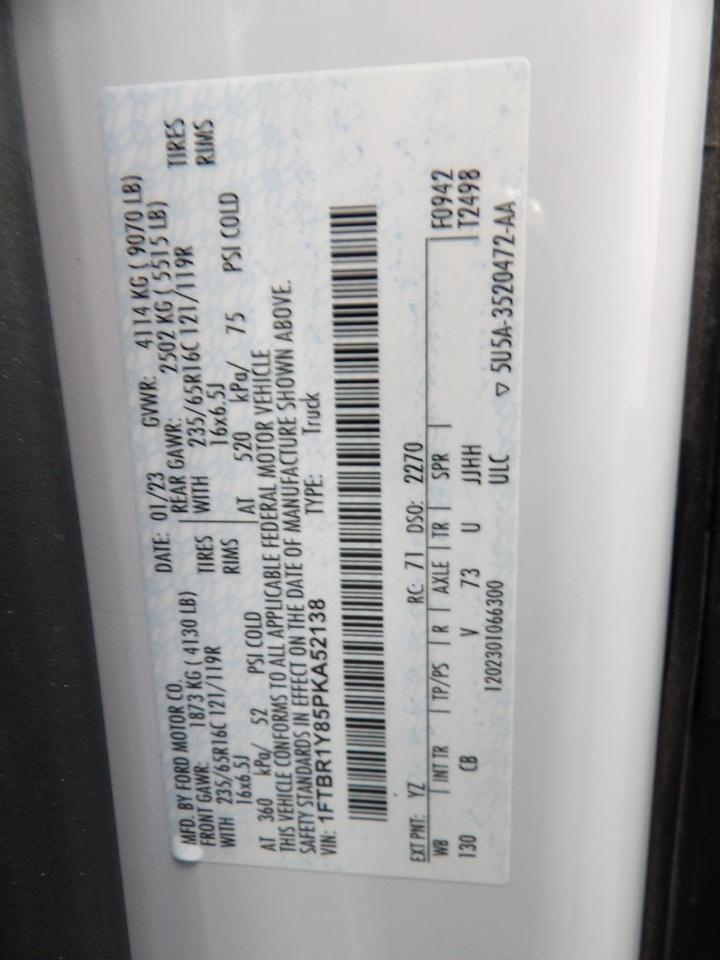 MFD. BY FORD MOTOR CO. DATE: 01/23 GVWR: 4114 KG ( 9070 LB)
FRONT GAWR: 1873 KG ( 4130 LB) REAR GAWR: 2502 KG ( 5515 LB)
WITH 235/65R16C 121/119R TIRES WITH 235/65R16C 121/119R TIRES
16x6.5J RIMS 16x6.5J RIMS
AT 360 kPa/ 52 PSI COLD AT 520 kPa/ 75 PSI COLD
THIS VEHICLE CONFORMS TO ALL APPLICABLE FEDERAL MOTOR VEHICLE
SAFETY STANDARDS IN EFFECT ON THE DATE OF MANUFACTURE SHOWN ABOVE.
VIN: 1FTBR1Y85PKA52138 TYPE: Truck
EXT PNT: YZ RC: 71 DSO: 2270 F0942
WB INT TR TP/PS R AXLE TR SPR T2498
130 CB V 73 U JJHH
1202301066300 ULC ▽ 5U5A-3520472-AA